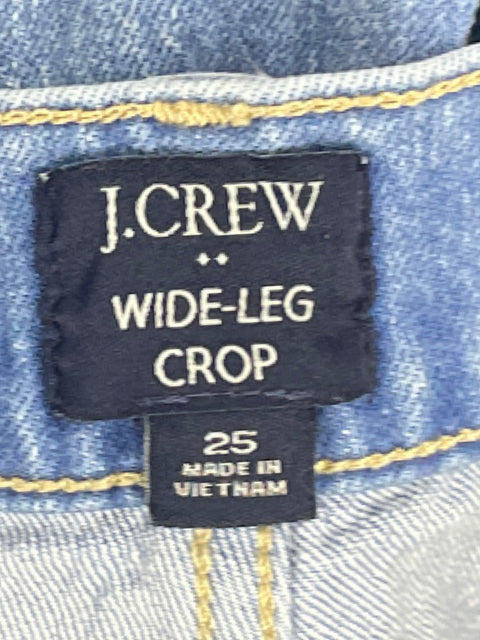 J.CREW
WIDE-LEG
CROP
25
MADE IN
VIETNAM